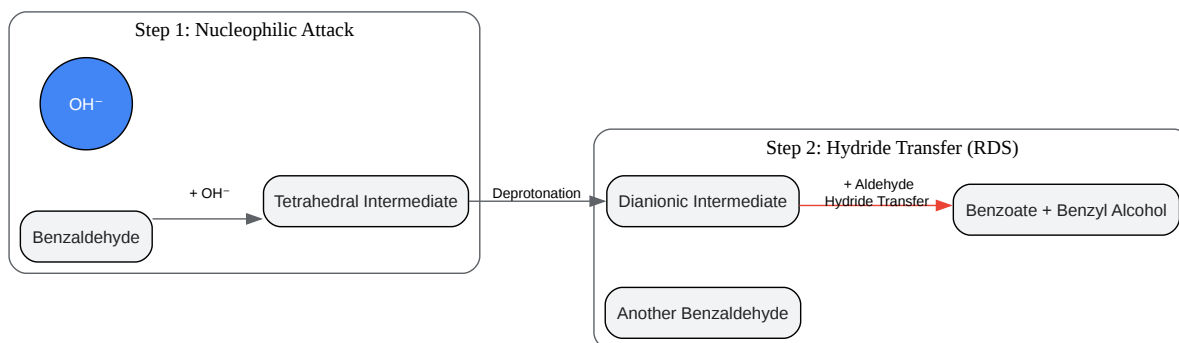 Step 1: Nucleophilic Attack
OH⁻
+ OH⁻
Benzaldehyde
Tetrahedral Intermediate
Deprotonation
Step 2: Hydride Transfer (RDS)
Dianionic Intermediate
+ Aldehyde
Hydride Transfer
Benzoate + Benzyl Alcohol
Another Benzaldehyde